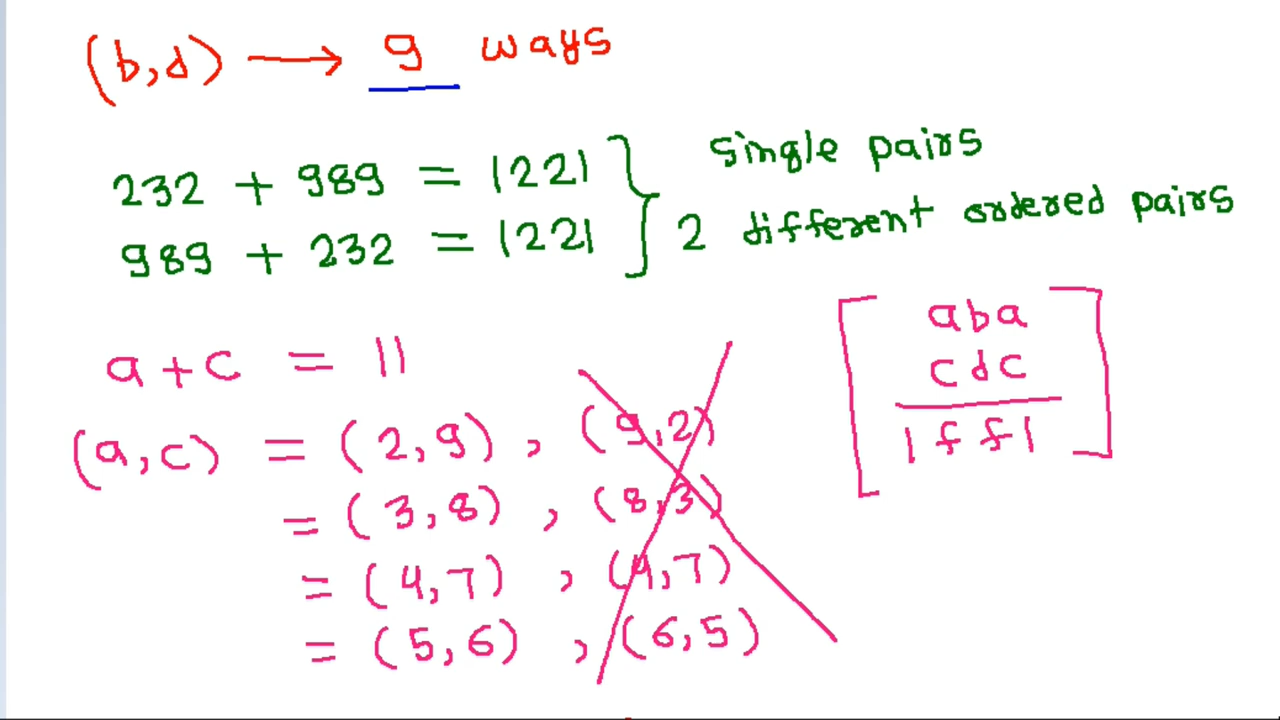 (b,d) → 9 ways
232 + 989 = 1221 } single pairs
989 + 232 = 1221 } 2 different ordered pairs
a + c = 11
(a,c) = (2,9) , (9,2)
= (3,8) , (8,3)
= (4,7) , (4,7)
= (5,6) , (6,5)
aba
cdc
1ff1